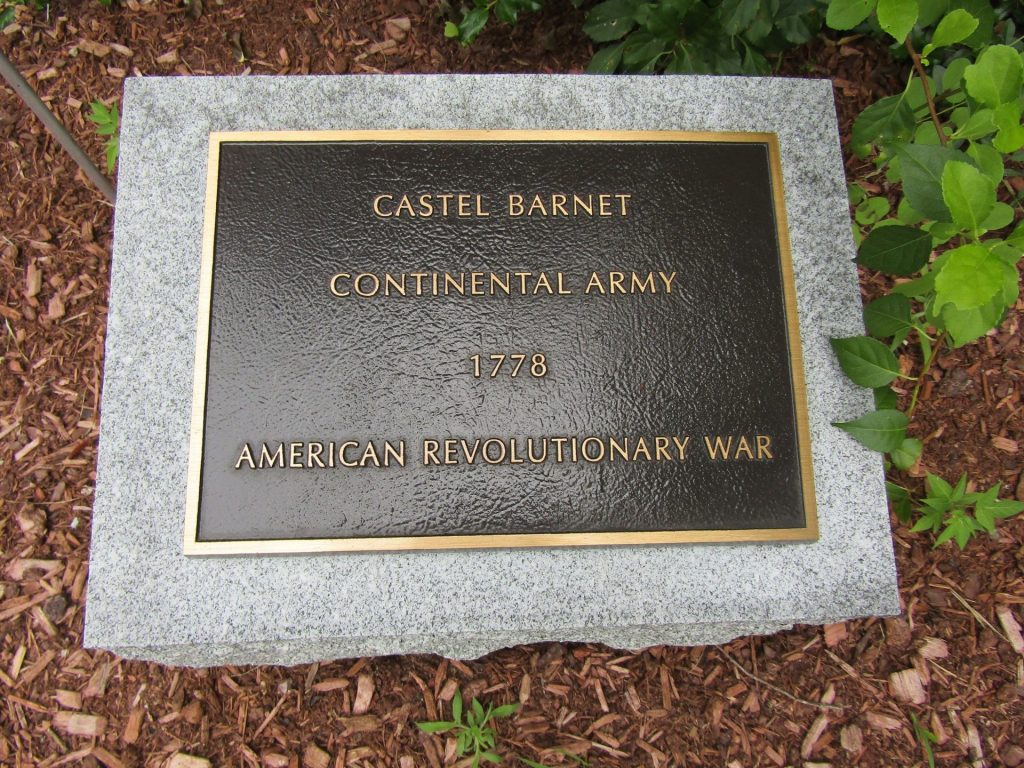 CASTEL BARNET
CONTINENTAL ARMY
1778
AMERICAN REVOLUTIONARY WAR